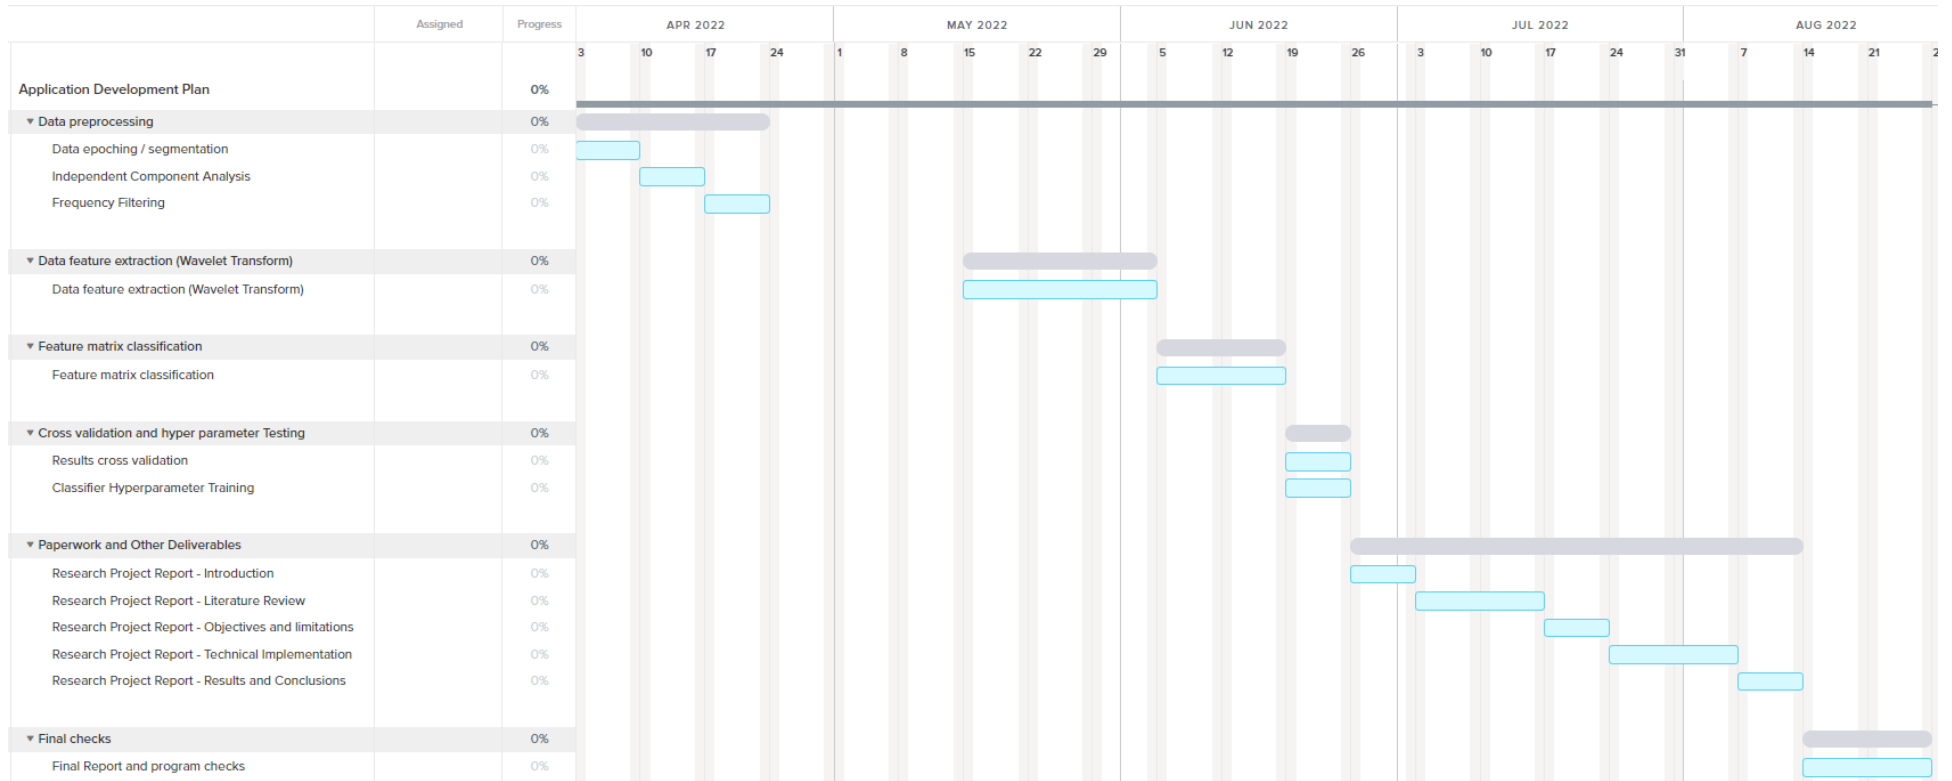 Assigned Progress APR 2022 MAY 2022 JUN 2022 JUL 2022 AUG 2022
3 10 17 24 1 8 15 22 29 5 12 19 26 3 10 17 24 31 7 14 21
Application Development Plan 0%
Data preprocessing 0%
Data epoching / segmentation 0%
Independent Component Analysis 0%
Frequency Filtering 0%
Data feature extraction (Wavelet Transform) 0%
Data feature extraction (Wavelet Transform) 0%
Feature matrix classification 0%
Feature matrix classification 0%
Cross validation and hyper parameter Testing 0%
Results cross validation 0%
Classifier Hyperparameter Training 0%
Paperwork and Other Deliverables 0%
Research Project Report - Introduction 0%
Research Project Report - Literature Review 0%
Research Project Report - Objectives and limitations 0%
Research Project Report - Technical Implementation 0%
Research Project Report - Results and Conclusions 0%
Final checks 0%
Final Report and program checks 0%